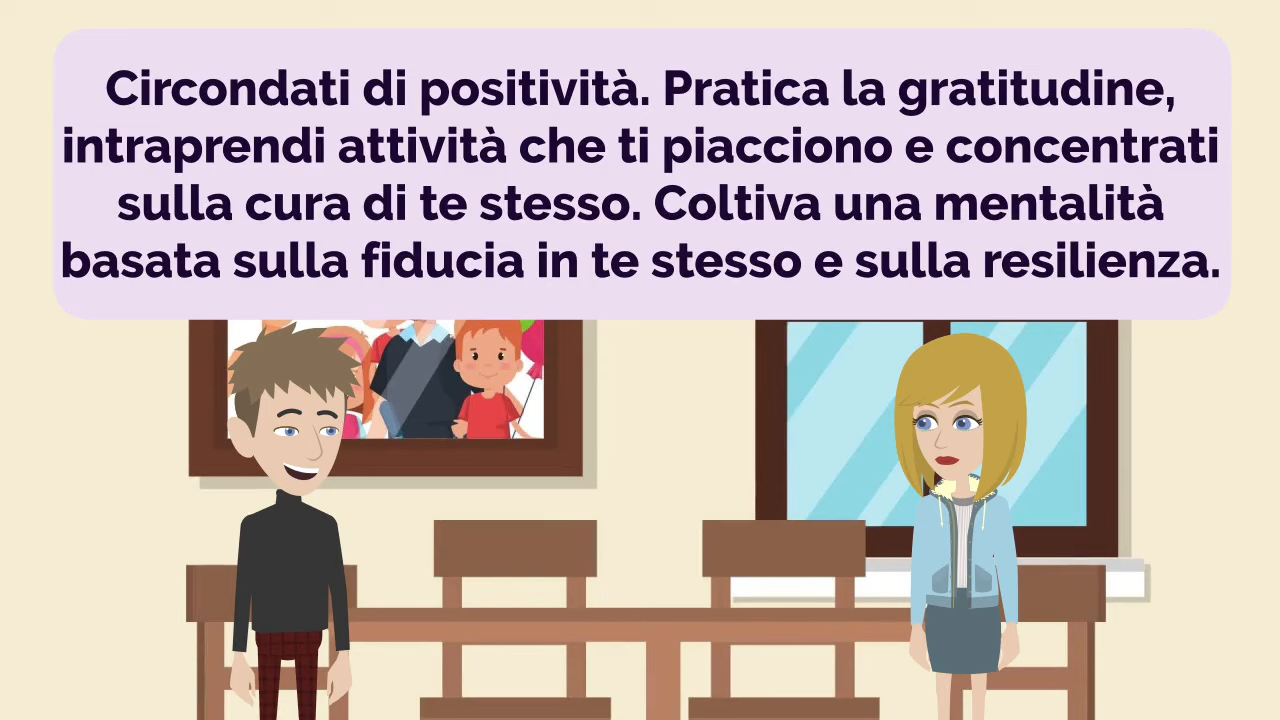 Circondati di positività. Pratica la gratitudine,
intraprendi attività che ti piacciono e concentrati
sulla cura di te stesso. Coltiva una mentalità
basata sulla fiducia in te stesso e sulla resilienza.